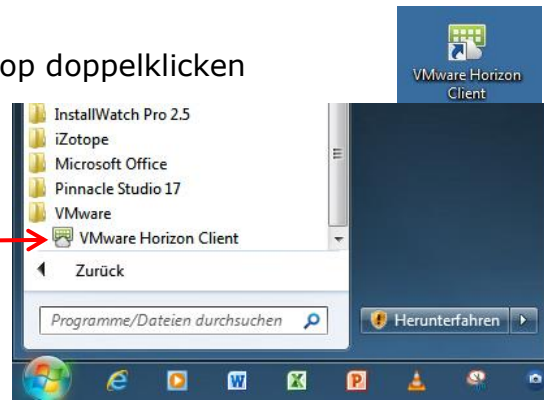 op doppelklicken
VMware Horizon
Client
InstallWatch Pro 2.5
iZotope
Microsoft Office
Pinnacle Studio 17
VMware
VMware Horizon Client
Zurück
Programme/Dateien durchsuchen
Herunterfahren